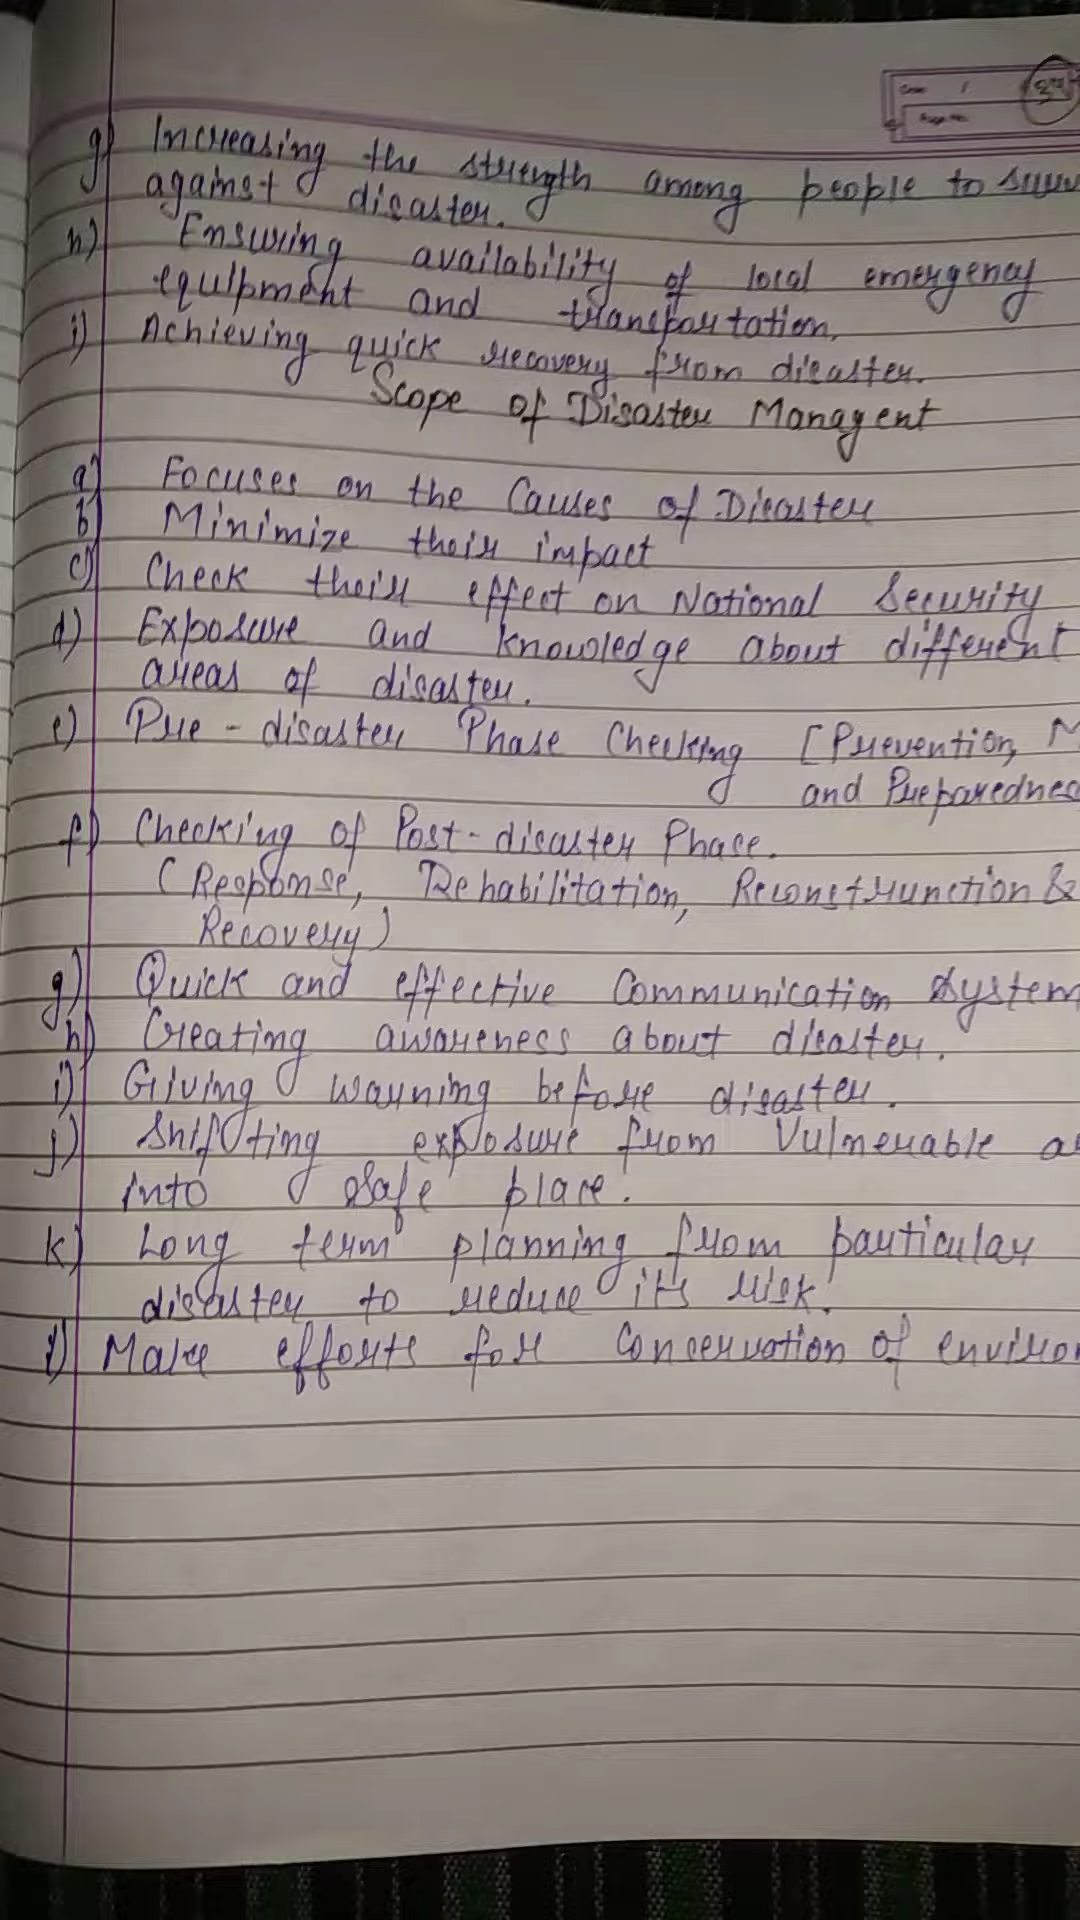 g) Increasing the strength among people to
against disaster.
h) Ensuring availability of local emergency
equipment and transportation.
i) Achieving quick recovery from disaster.
Scope of Disaster Managent
a) Focuses on the Causes of Disaster
b) Minimize their impact
c) Check their effect on National Security
d) Exposure and knowledge about different
areas of disaster.
e) Pre-disaster Phase Checking [Prevention, M
and Preparednes
f) Checking of Post-disaster Phase.
(Response, Rehabilitation, Reconstrunction &
Recovery)
g) Quick and effective Communication System
h) Creating awareness about disaster.
i) Giving warning before disaster.
j) Shifting exposure from Vulnerable a
into safe place.
k) Long term planning from particular
disaster to reduce its risk.
l) Make efforts for Conservation of enviro